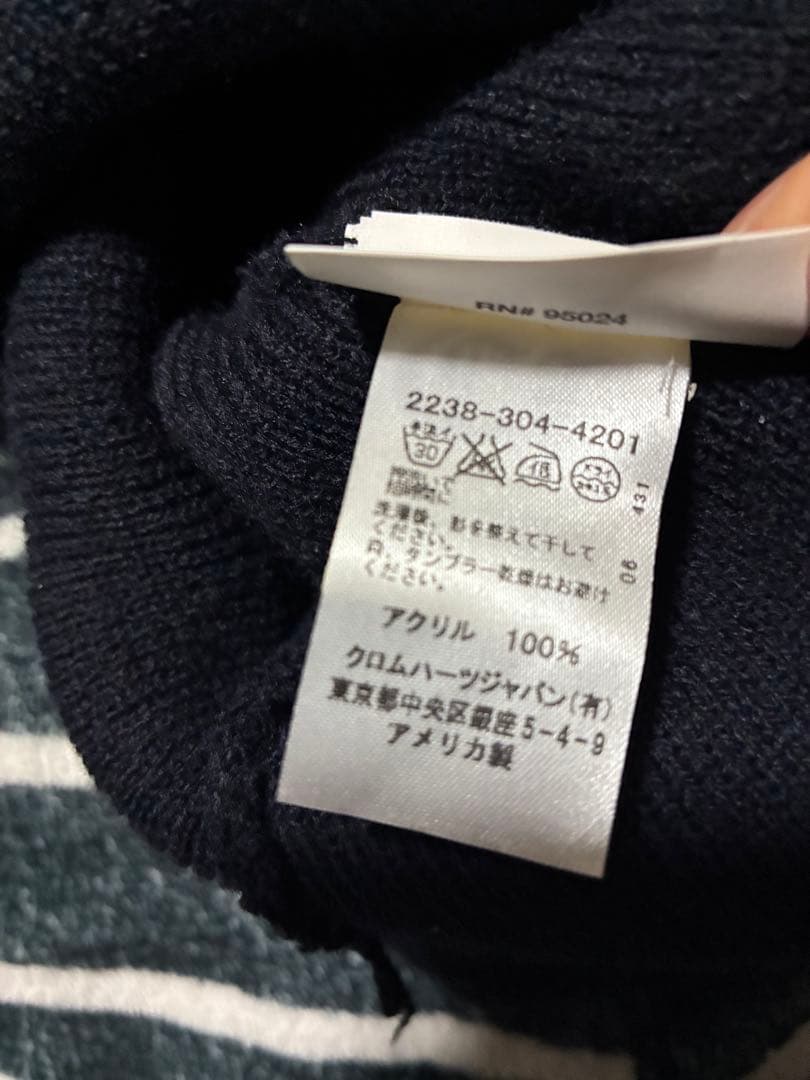 RN# 95024
2238-304-4201
30
洗濯後、形を整えて干して
ください。
尚、タンブラー乾燥はお避け
ください。
アクリル 100%
クロムハーツジャパン(有)
東京都中央区銀座5-4-9
アメリカ製
06 431